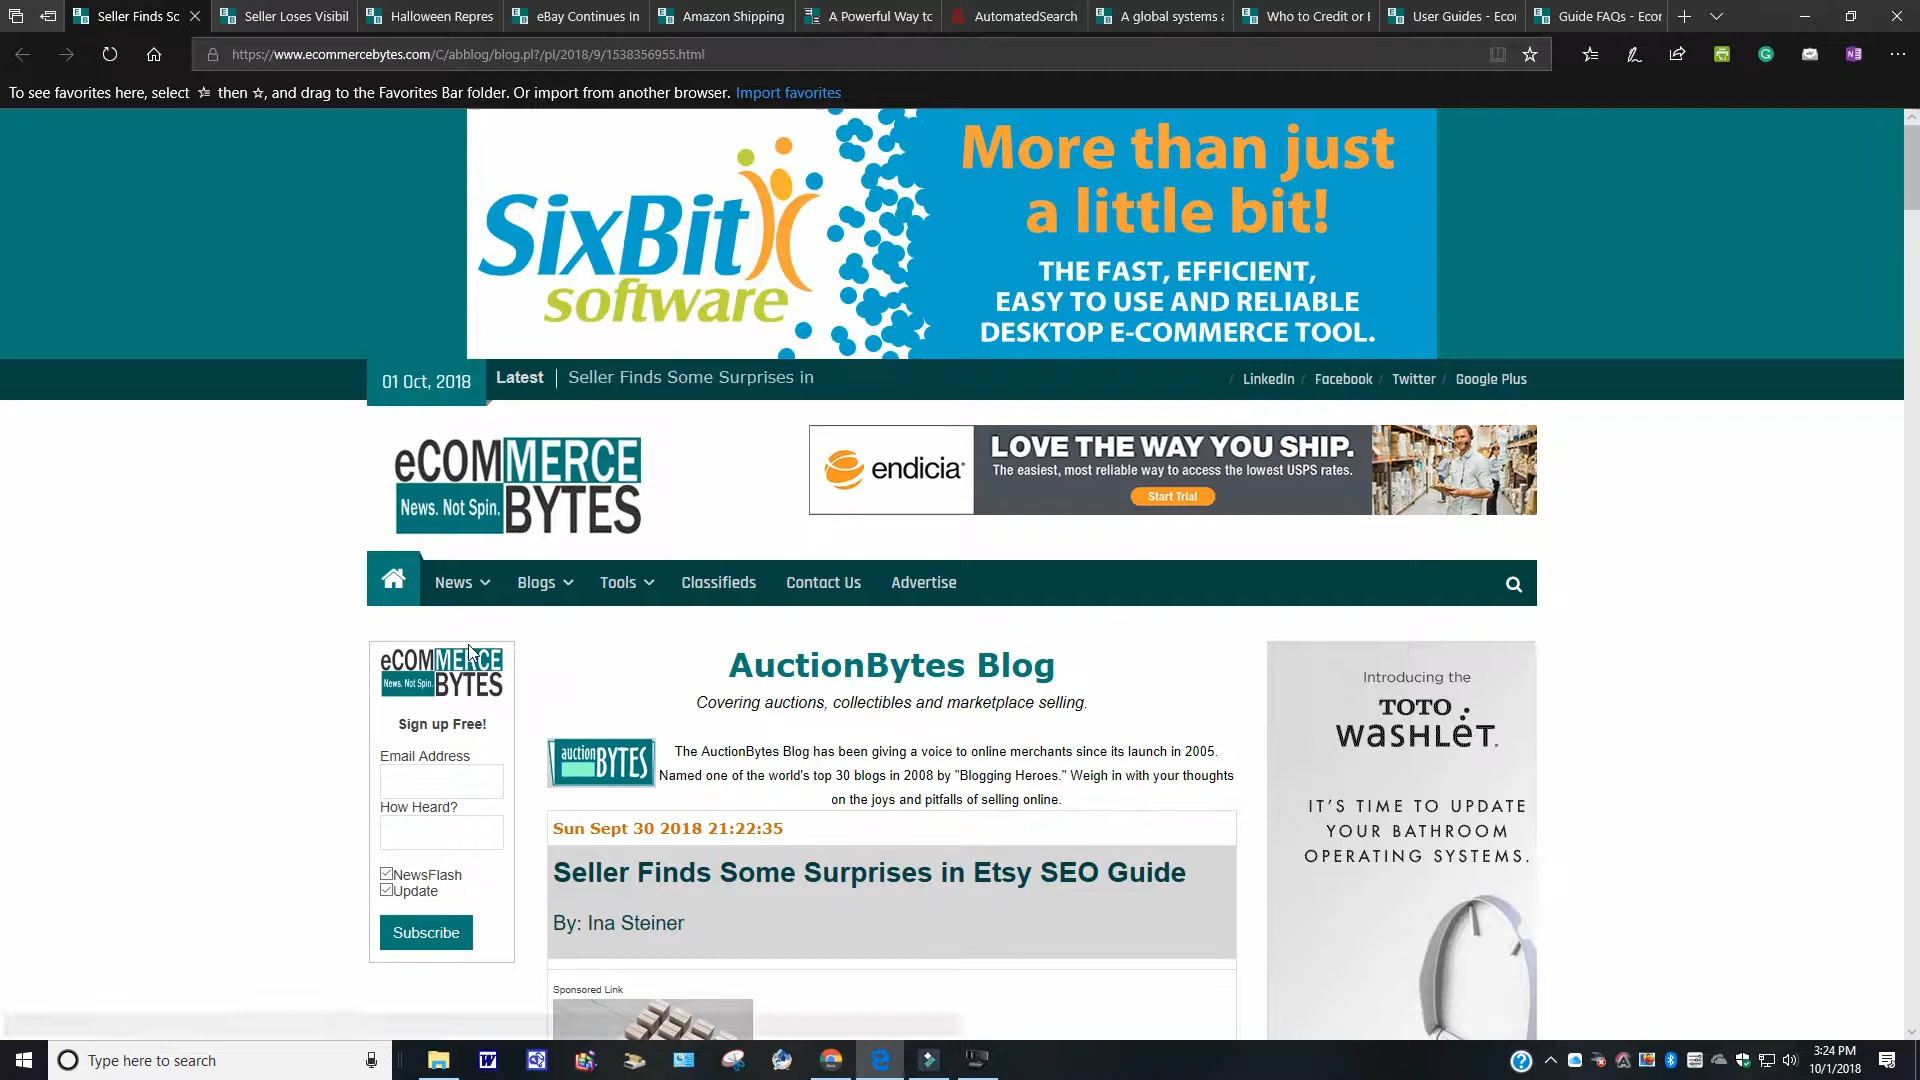 Seller Finds Sc
Seller Loses Visibil
Halloween Repres
eBay Continues In
Amazon Shipping
A Powerful Way to
AutomatedSearch
A global systems a
Who to Credit or B
User Guides - Ecor
Guide FAQs - Ecor
https://www.ecommercebytes.com/C/abblog/blog.pl?/pl/2018/9/1538356955.html
To see favorites here, select then , and drag to the Favorites Bar folder. Or import from another browser. Import favorites
SixBit
software
More than just
a little bit!
THE FAST, EFFICIENT,
EASY TO USE AND RELIABLE
DESKTOP E-COMMERCE TOOL.
01 Oct, 2018
Latest
Seller Finds Some Surprises in
/ LinkedIn / Facebook / Twitter / Google Plus
eCOMMERCE
News. Not Spin. BYTES
endicia
LOVE THE WAY YOU SHIP.
The easiest, most reliable way to access the lowest USPS rates.
Start Trial
News
Blogs
Tools
Classifieds
Contact Us
Advertise
eCOMMERCE
News. Not Spin. BYTES
Sign up Free!
Email Address
How Heard?
NewsFlash
Update
Subscribe
AuctionBytes Blog
Covering auctions, collectibles and marketplace selling.
auction BYTES
The AuctionBytes Blog has been giving a voice to online merchants since its launch in 2005.
Named one of the world's top 30 blogs in 2008 by "Blogging Heroes." Weigh in with your thoughts
on the joys and pitfalls of selling online.
Sun Sept 30 2018 21:22:35
Seller Finds Some Surprises in Etsy SEO Guide
By: Ina Steiner
Sponsored Link
Introducing the
TOTO
WASHLET.
IT'S TIME TO UPDATE
YOUR BATHROOM
OPERATING SYSTEMS.
Type here to search
3:24 PM
10/1/2018